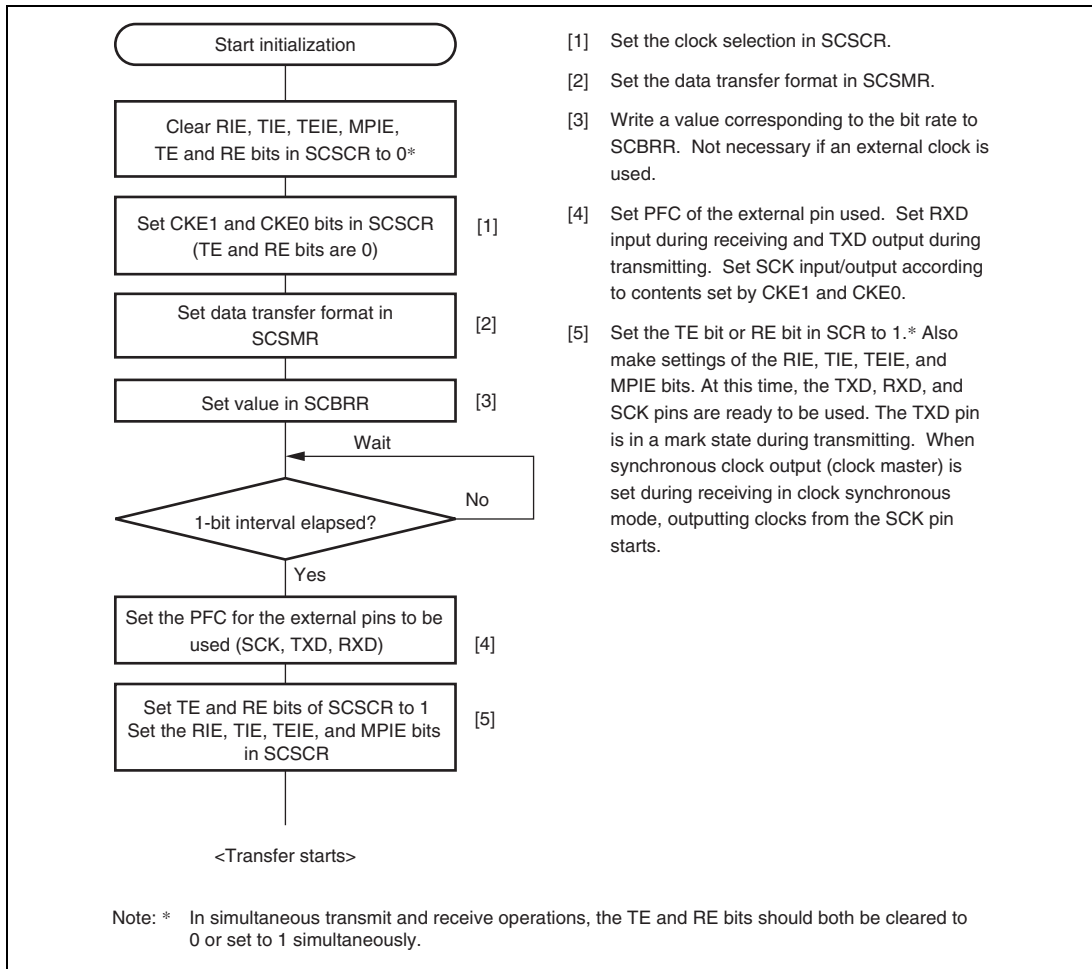 Start initialization
Clear RIE, TIE, TEIE, MPIE,
TE and RE bits in SCSCR to 0*
Set CKE1 and CKE0 bits in SCSCR
(TE and RE bits are 0)
[1]
Set data transfer format in
SCSMR
[2]
Set value in SCBRR
[3]
Wait
1-bit interval elapsed?
No
Yes
Set the PFC for the external pins to be
used (SCK, TXD, RXD)
[4]
Set TE and RE bits of SCSCR to 1
Set the RIE, TIE, TEIE, and MPIE bits
in SCSCR
[5]
<Transfer starts>
[1] Set the clock selection in SCSCR.
[2] Set the data transfer format in SCSMR.
[3] Write a value corresponding to the bit rate to
SCBRR. Not necessary if an external clock is
used.
[4] Set PFC of the external pin used. Set RXD
input during receiving and TXD output during
transmitting. Set SCK input/output according
to contents set by CKE1 and CKE0.
[5] Set the TE bit or RE bit in SCR to 1.* Also
make settings of the RIE, TIE, TEIE, and
MPIE bits. At this time, the TXD, RXD, and
SCK pins are ready to be used. The TXD pin
is in a mark state during transmitting. When
synchronous clock output (clock master) is
set during receiving in clock synchronous
mode, outputting clocks from the SCK pin
starts.
Note: * In simultaneous transmit and receive operations, the TE and RE bits should both be cleared to
0 or set to 1 simultaneously.